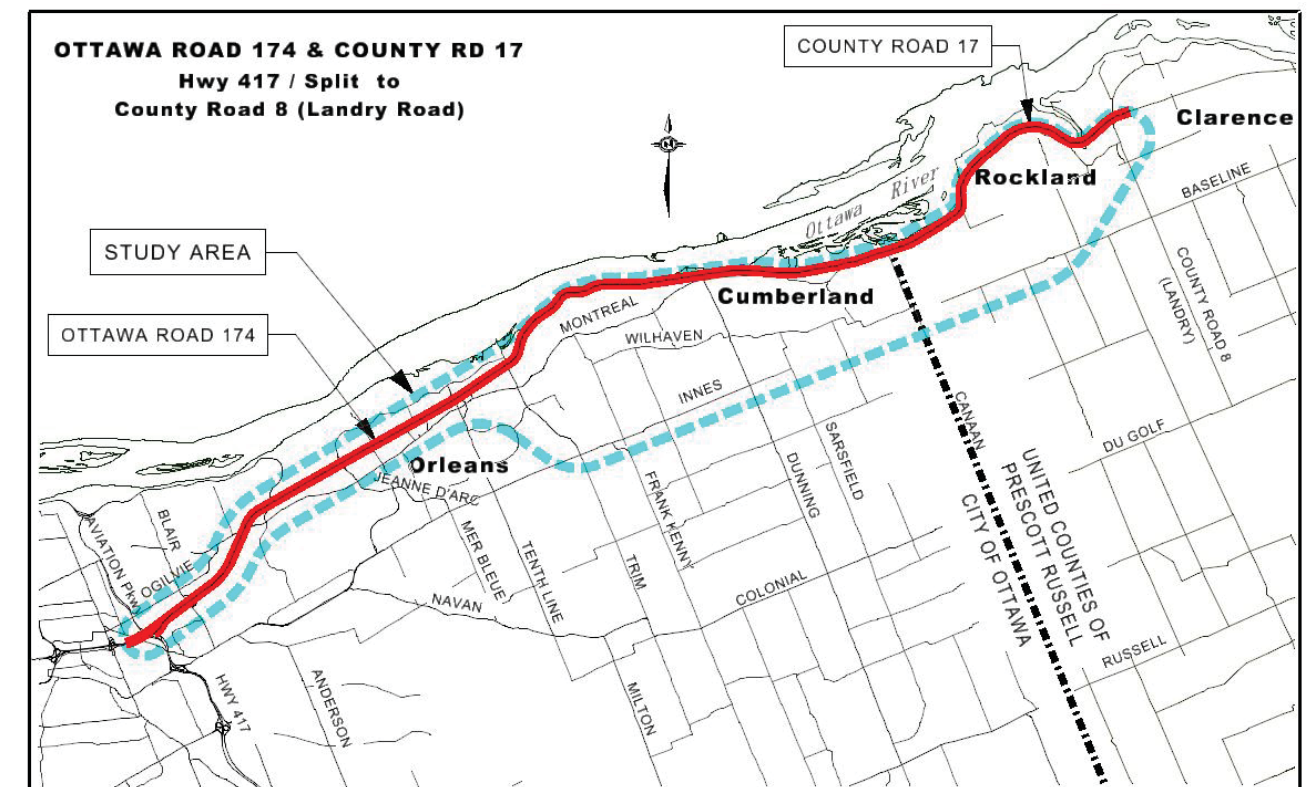 OTTAWA ROAD 174 & COUNTY RD 17
Hwy 417 / Split to
County Road 8 (Landry Road)
COUNTY ROAD 17
Clarence
N
Rockland
BASELINE
Ottawa River
STUDY AREA
COUNTY ROAD 8
(LANDRY)
Cumberland
MONTREAL
OTTAWA ROAD 174
WILHAVEN
INNES
CANAAN
SARSFIELD
DU GOLF
Orleans
JEANNE D'ARC
DUNNING
FRANK KENNY
UNITED COUNTIES OF
PRESCOTT RUSSELL
CITY OF OTTAWA
AVIATION Pkwy
BLAIR
OGILVIE
MER BLEUE
TENTH LINE
TRIM
NAVAN
COLONIAL
RUSSELL
HWY 417
ANDERSON
MILTON